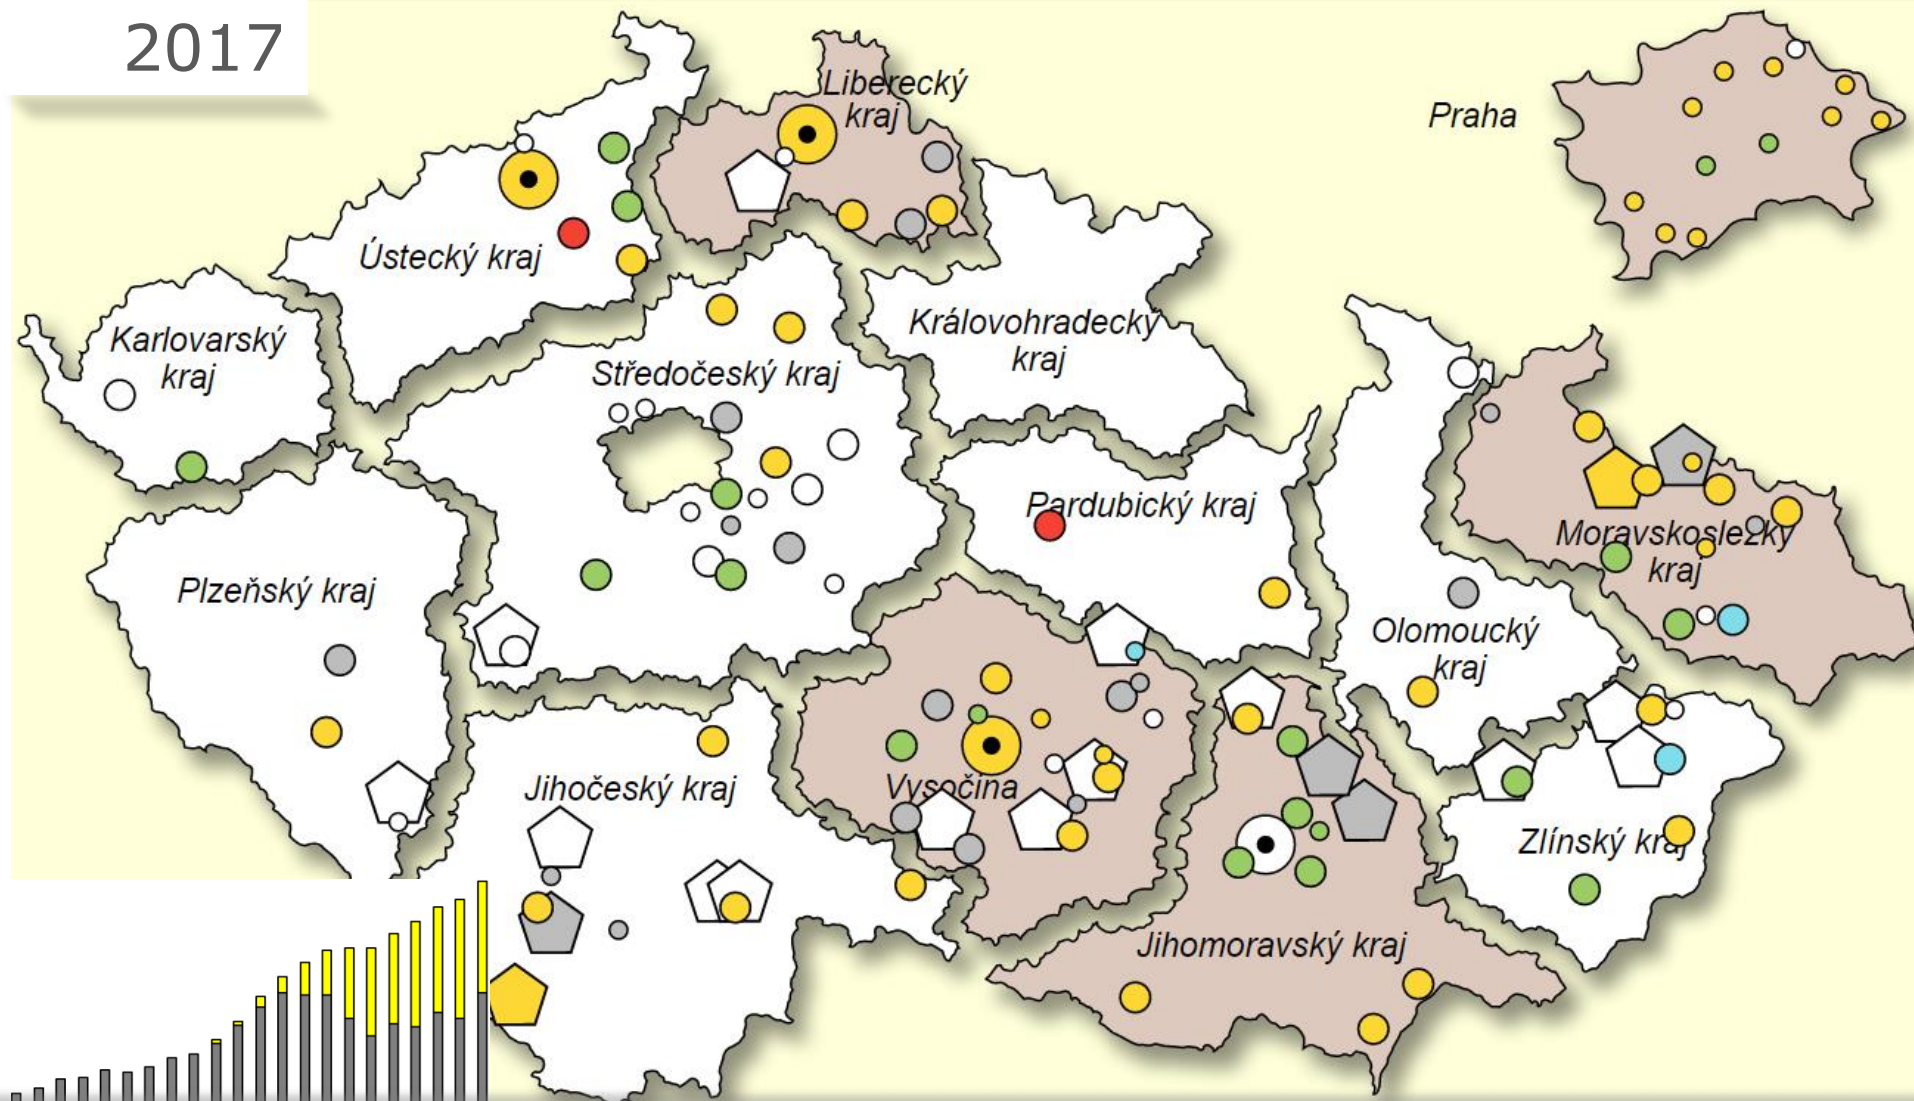 2017
Liberecký
kraj
Praha
Ústecký kraj
Karlovarský
kraj
Královohradecký
kraj
Středočeský kraj
Pardubický kraj
Moravskoslezký
kraj
Plzeňský kraj
Olomoucký
kraj
Jihočeský kraj
Vysočina
Zlínský kraj
Jihomoravský kraj